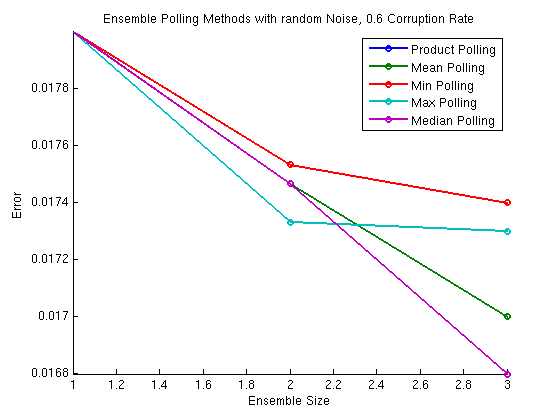 Ensemble Polling Methods with random Noise, 0.6 Corruption Rate
Product Polling
Mean Polling
Min Polling
Max Polling
Median Polling
0.0178
0.0176
0.0174
0.0172
0.017
0.0168
Error
1 1.2 1.4 1.6 1.8 2 2.2 2.4 2.6 2.8 3
Ensemble Size